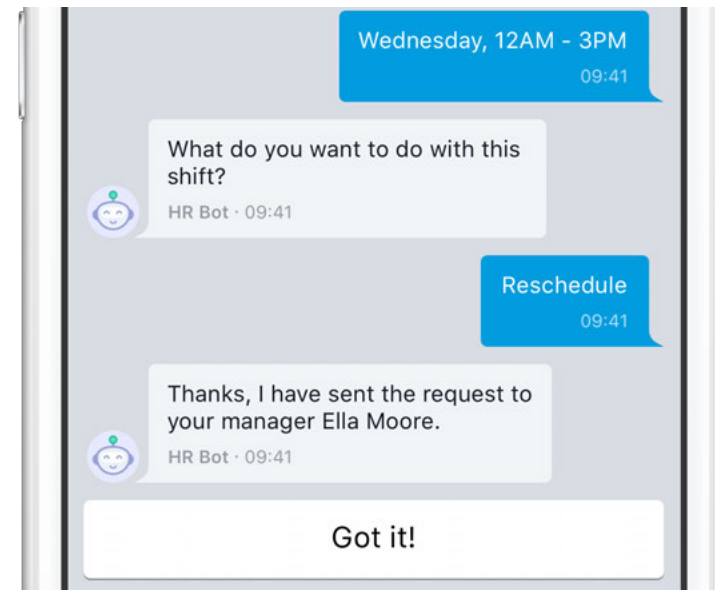 Wednesday, 12AM - 3PM
09:41
What do you want to do with this
shift?
HR Bot · 09:41
Reschedule
09:41
Thanks, I have sent the request to
your manager Ella Moore.
HR Bot · 09:41
Got it!